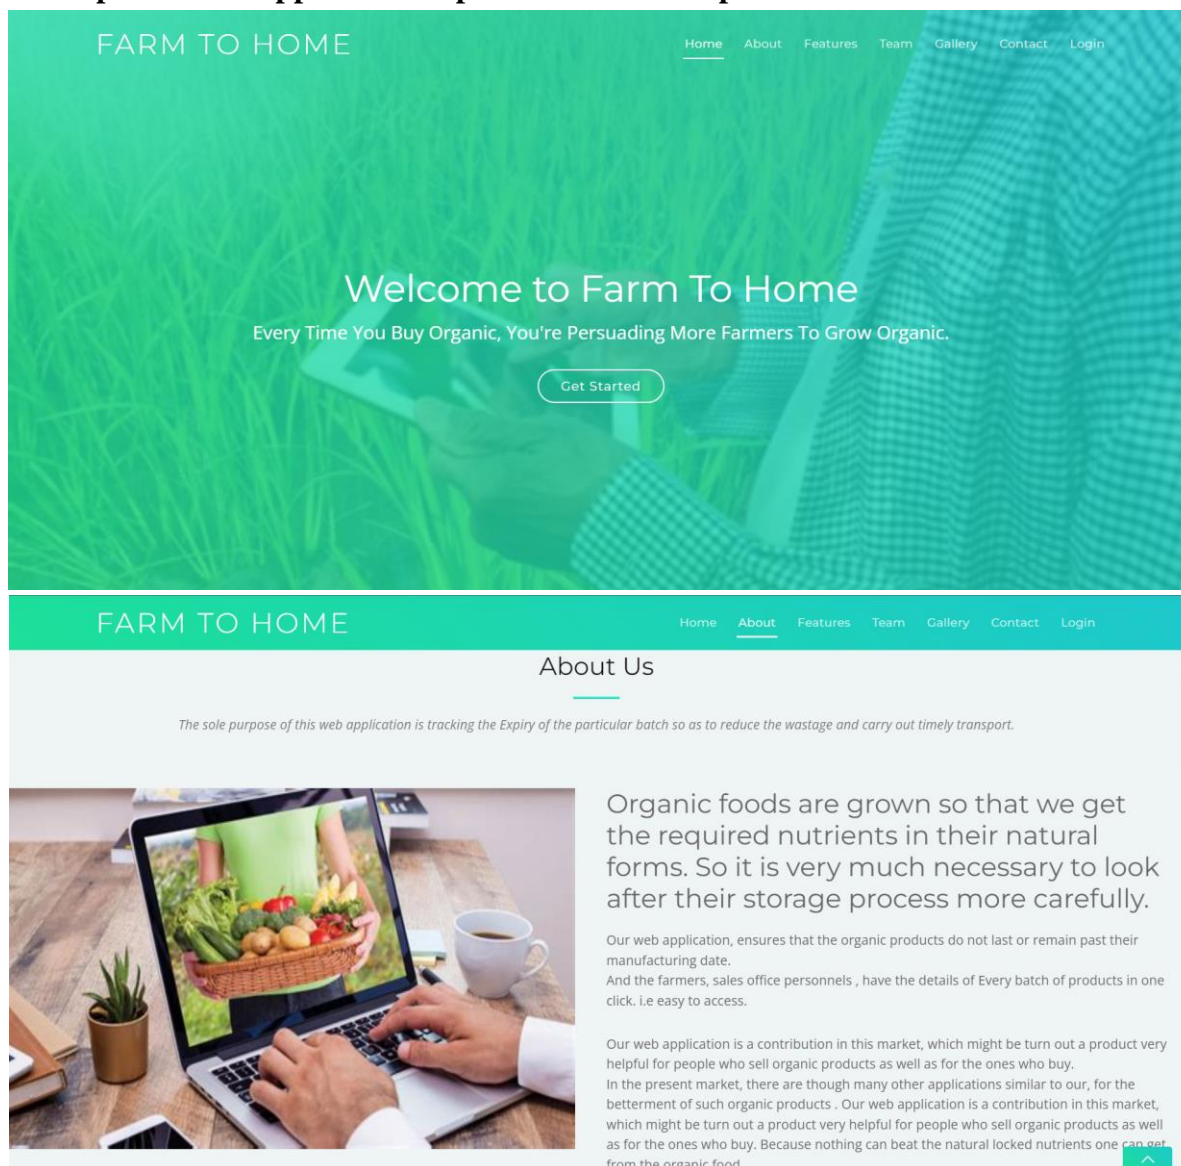 FARM TO HOME
Home About Features Team Gallery Contact Login
Welcome to Farm To Home
Every Time You Buy Organic, You're Persuading More Farmers To Grow Organic.
Get Started
FARM TO HOME
Home About Features Team Gallery Contact Login
About Us
The sole purpose of this web application is tracking the Expiry of the particular batch so as to reduce the wastage and carry out timely transport.
Organic foods are grown so that we get
the required nutrients in their natural
forms. So it is very much necessary to look
after their storage process more carefully.
Our web application, ensures that the organic products do not last or remain past their
manufacturing date.
And the farmers, sales office personnels , have the details of Every batch of products in one
click. i.e easy to access.
Our web application is a contribution in this market, which might be turn out a product very
helpful for people who sell organic products as well as for the ones who buy.
In the present market, there are though many other applications similar to our, for the
betterment of such organic products . Our web application is a contribution in this market,
which might be turn out a product very helpful for people who sell organic products as well
as for the ones who buy. Because nothing can beat the natural locked nutrients one can get
from the organic food